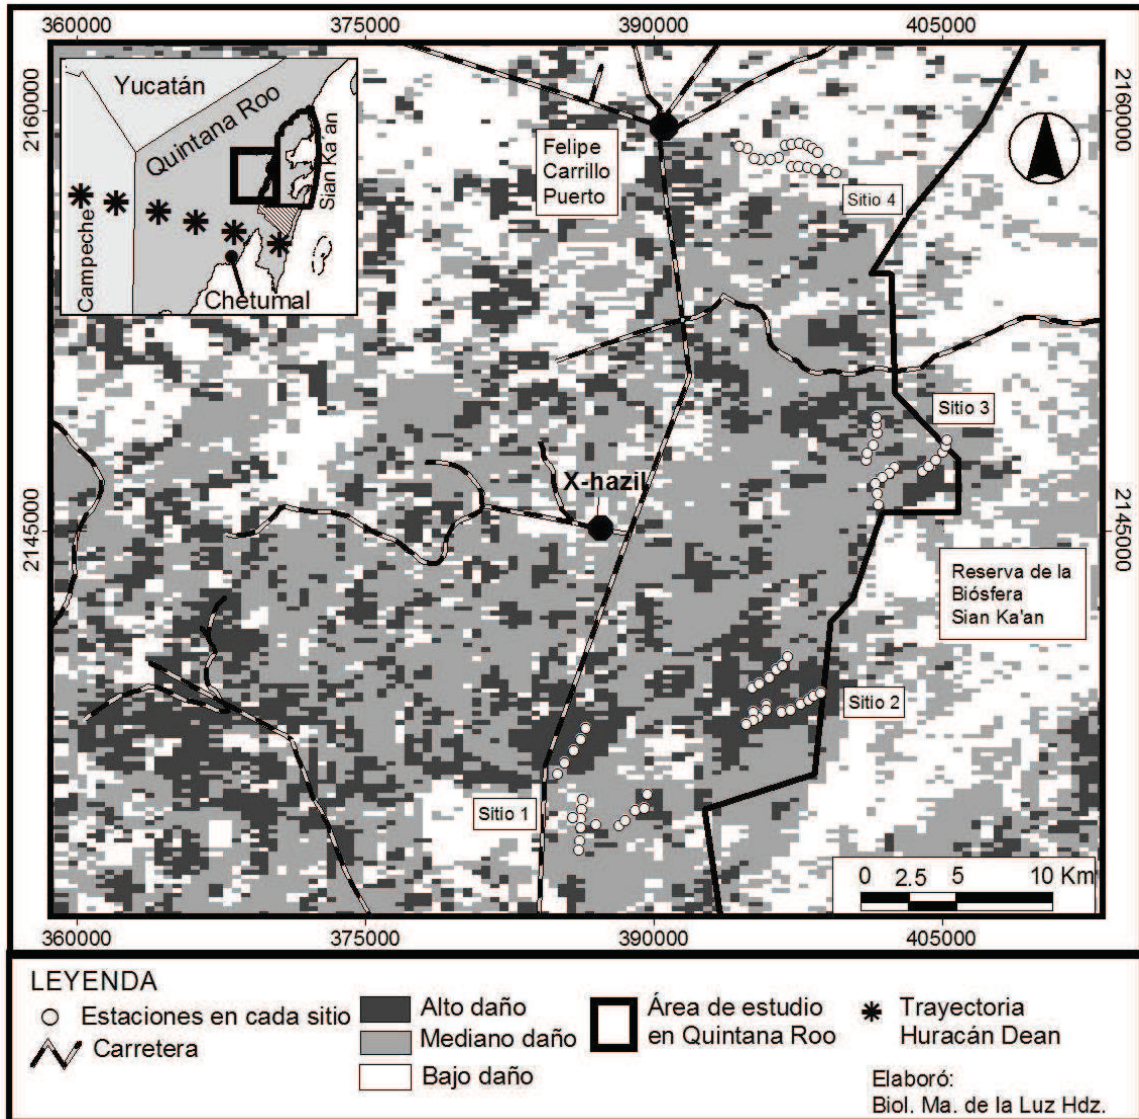 360000 375000 390000 405000
2160000
2160000
Yucatán
Quintana Roo
Sian Ka'an
Campeche
Chetumal
Felipe
Carrillo
Puerto
Sitio 4
Sitio 3
X-hazil
2145000
2145000
Reserva de la
Biósfera
Sian Ka'an
Sitio 2
Sitio 1
0 2.5 5 10 Km
360000 375000 390000 405000
LEYENDA
Estaciones en cada sitio
Carretera
Alto daño
Mediano daño
Bajo daño
Área de estudio
en Quintana Roo
Trayectoria
Huracán Dean
Elaboró:
Biol. Ma. de la Luz Hdz.